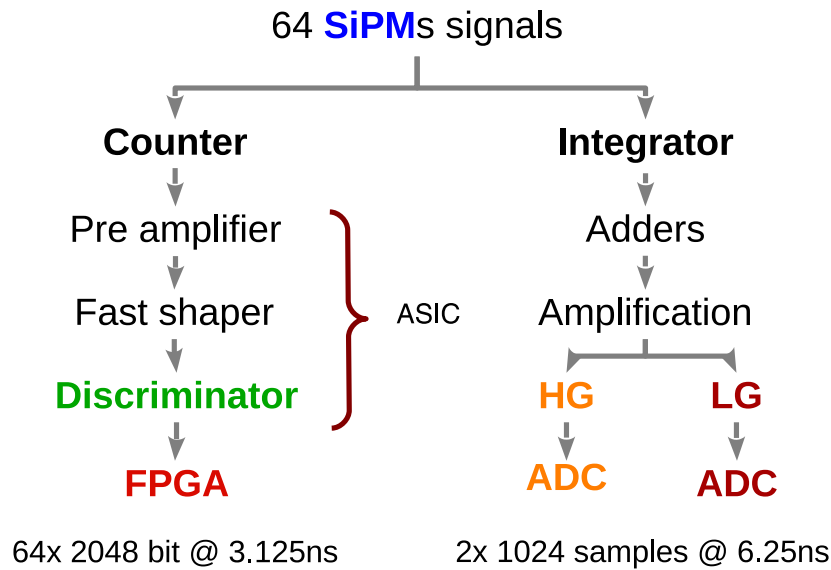 64 SiPMs signals
Counter
Integrator
Pre amplifier
Adders
Fast shaper
ASIC
Amplification
Discriminator
HG
LG
FPGA
ADC
ADC
64x 2048 bit @ 3.125ns
2x 1024 samples @ 6.25ns